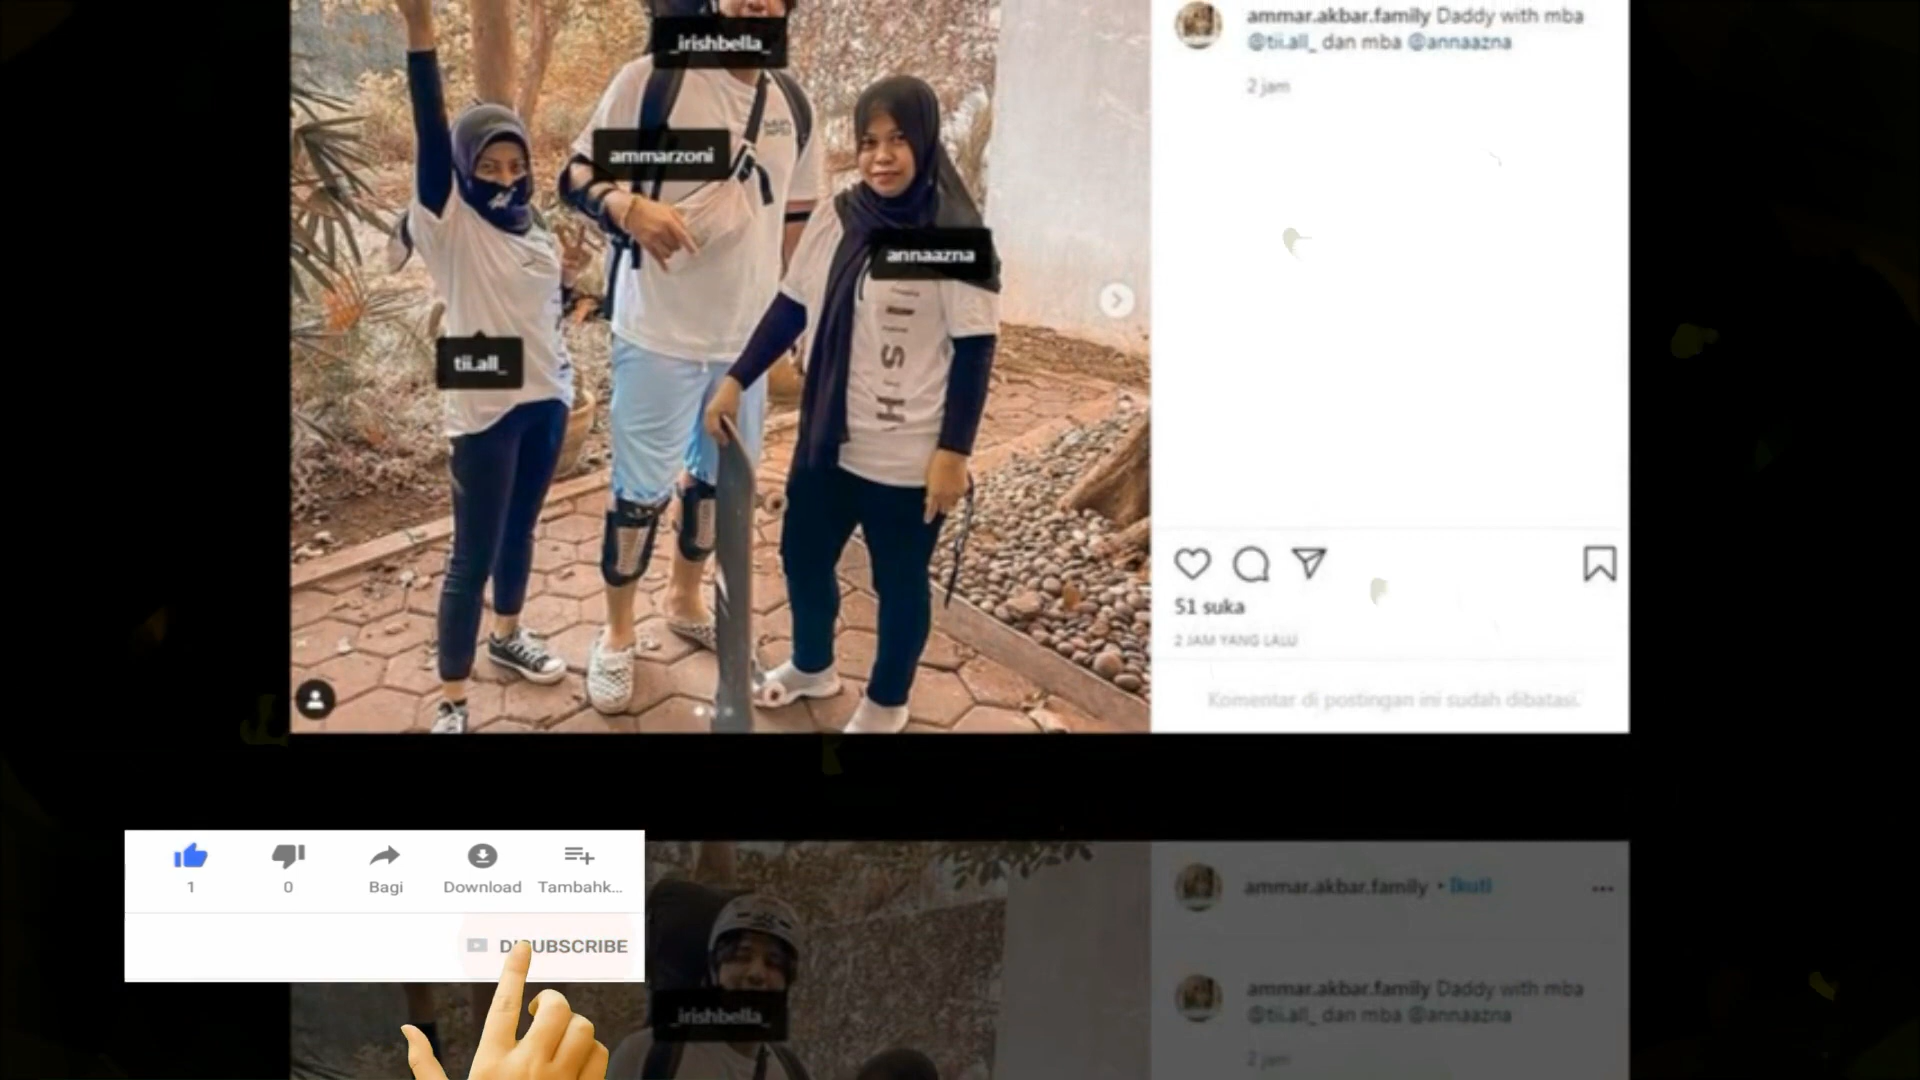 _irishbella_
ammarzoni
annaazna
tii.all_
ammar.akbar.family Daddy with mba
@tii.all_ dan mba @annaazna
2 jam
51 suka
2 JAM YANG LALU
Komentar di postingan ini sudah dibatasi.
1
0
Bagi
Download
Tambahk...
ammar.akbar.family • Ikuti
_irishbella_
ammar.akbar.family Daddy with mba
@tii.all_ dan mba @annaazna
2 jam